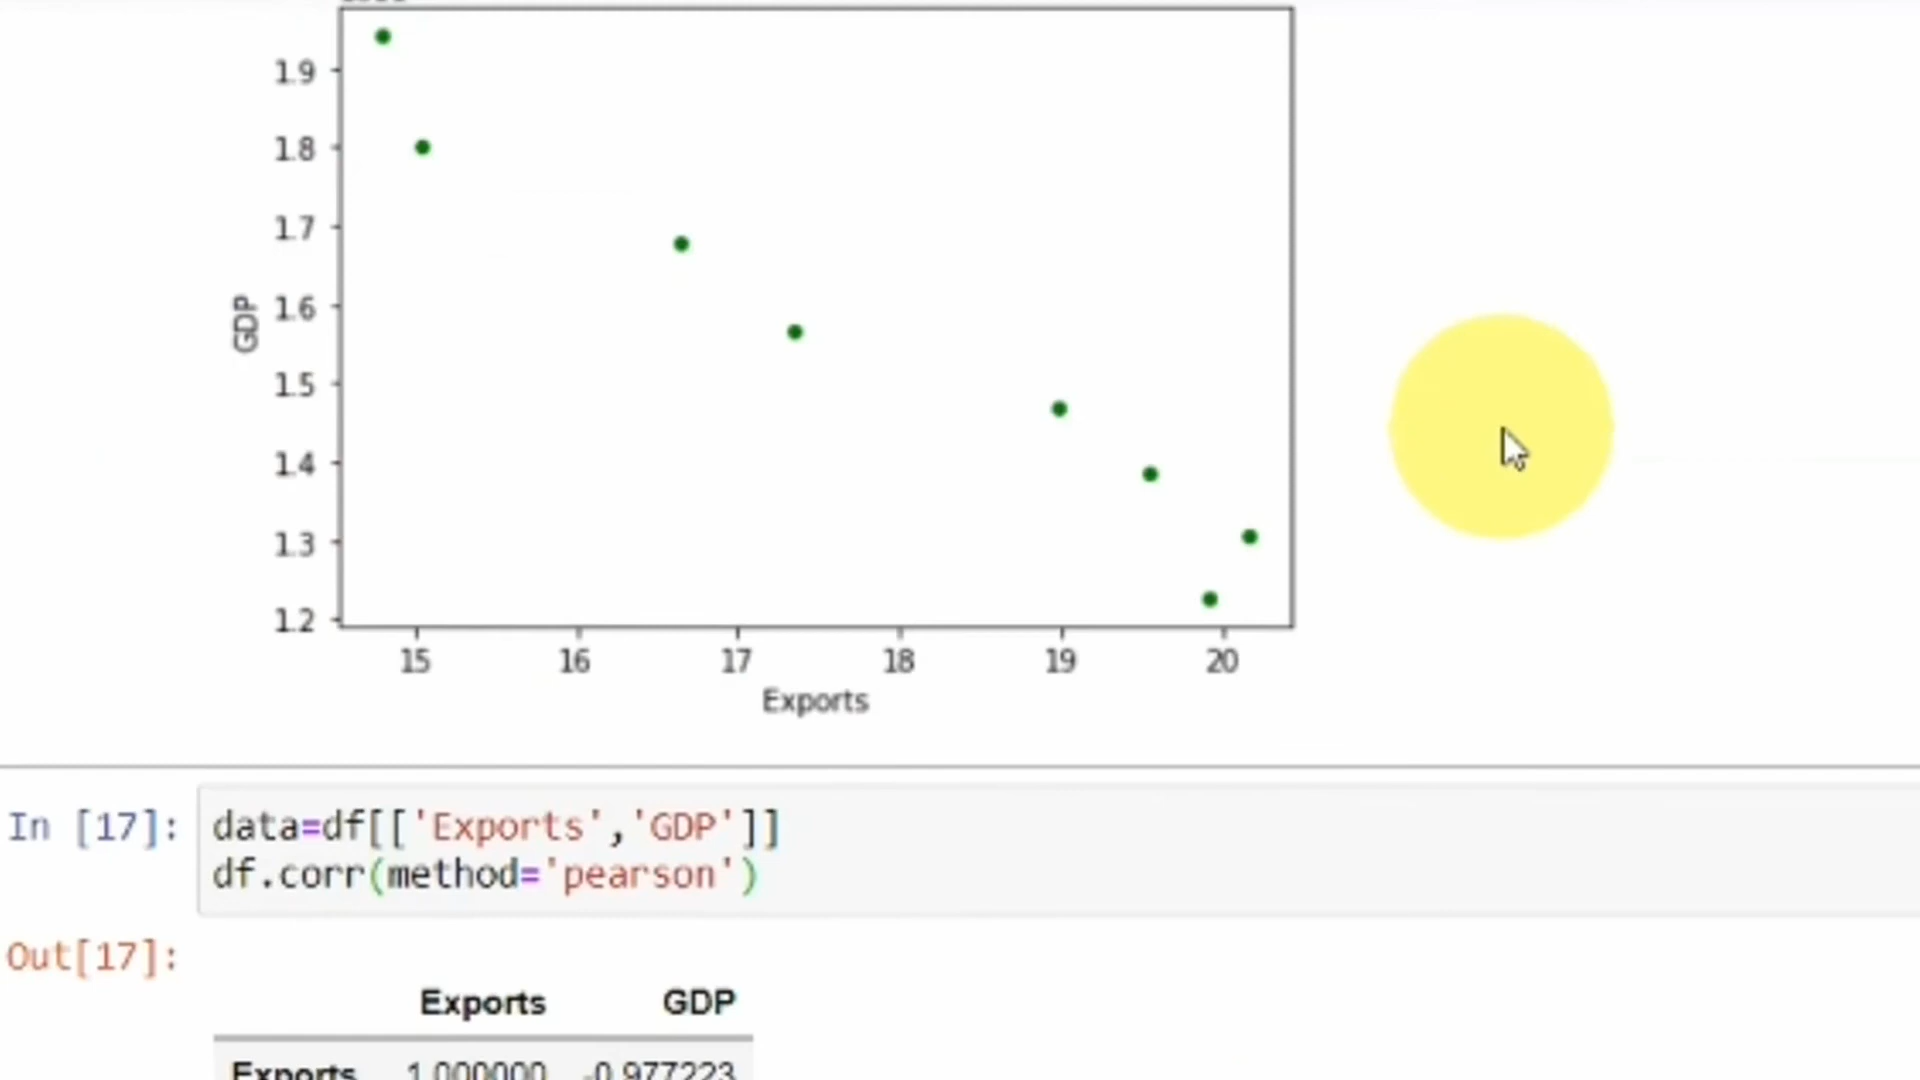 1.9
1.8
1.7
1.6
1.5
1.4
1.3
1.2
GDP
15 16 17 18 19 20
Exports
In [17]: data=df[['Exports','GDP']]
df.corr(method='pearson')
Out[17]:
Exports GDP
Exports 1.000000 -0.977223